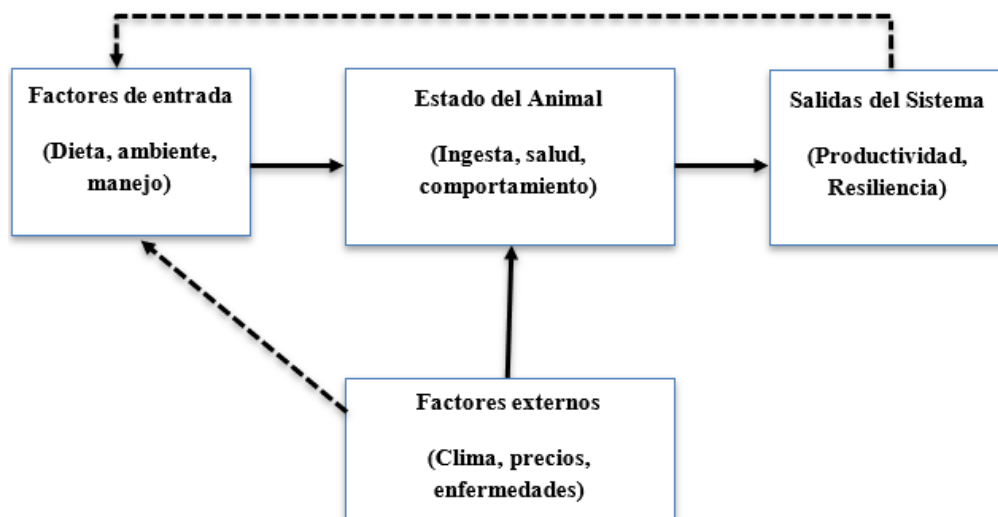 Factores de entrada
(Dieta, ambiente,
manejo)
Estado del Animal
(Ingesta, salud,
comportamiento)
Salidas del Sistema
(Productividad,
Resiliencia)
Factores externos
(Clima, precios,
enfermedades)